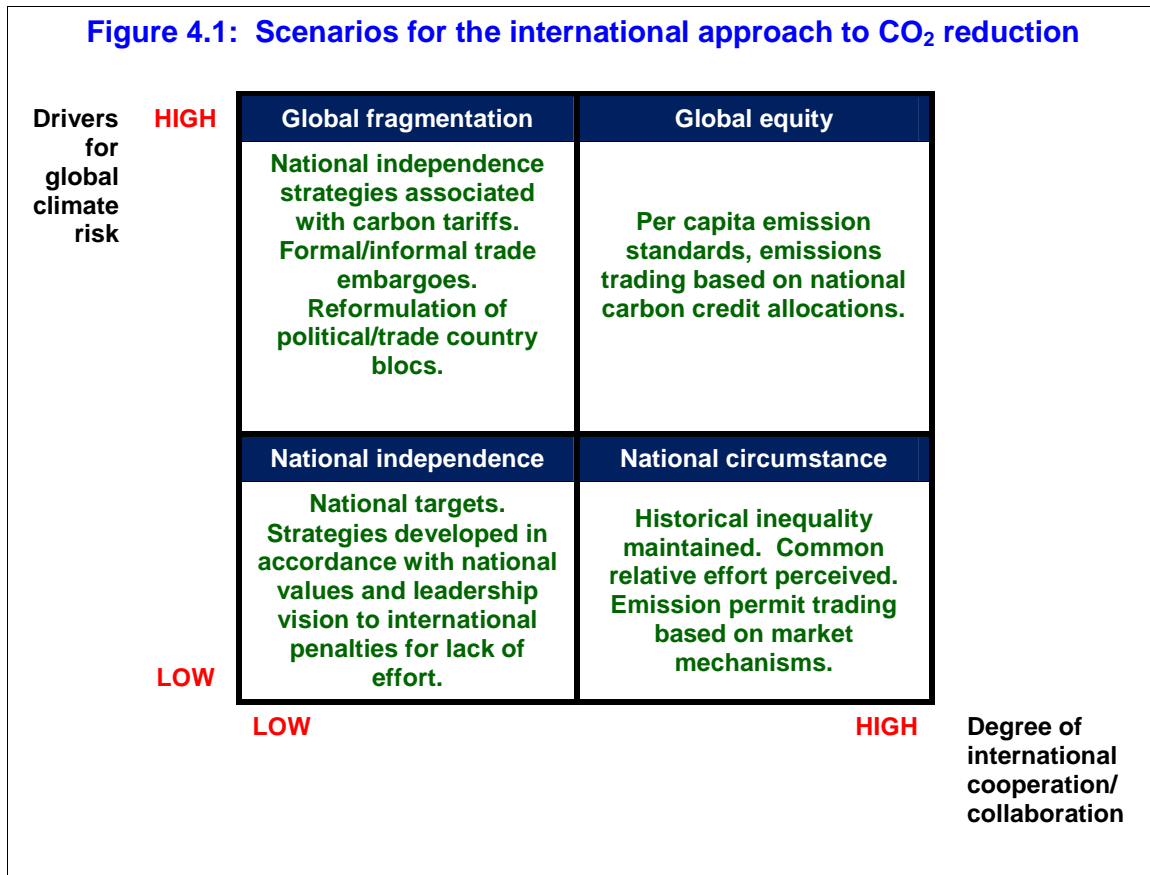 Figure 4.1: Scenarios for the international approach to CO₂ reduction
Drivers
for
global
climate
risk
HIGH
Global fragmentation
National independence
strategies associated
with carbon tariffs.
Formal/informal trade
embargoes.
Reformulation of
political/trade country
blocs.
Global equity
Per capita emission
standards, emissions
trading based on national
carbon credit allocations.
National independence
National targets.
Strategies developed in
accordance with national
values and leadership
vision to international
penalties for lack of
effort.
National circumstance
Historical inequality
maintained. Common
relative effort perceived.
Emission permit trading
based on market
mechanisms.
LOW
LOW
HIGH
Degree of
international
cooperation/
collaboration